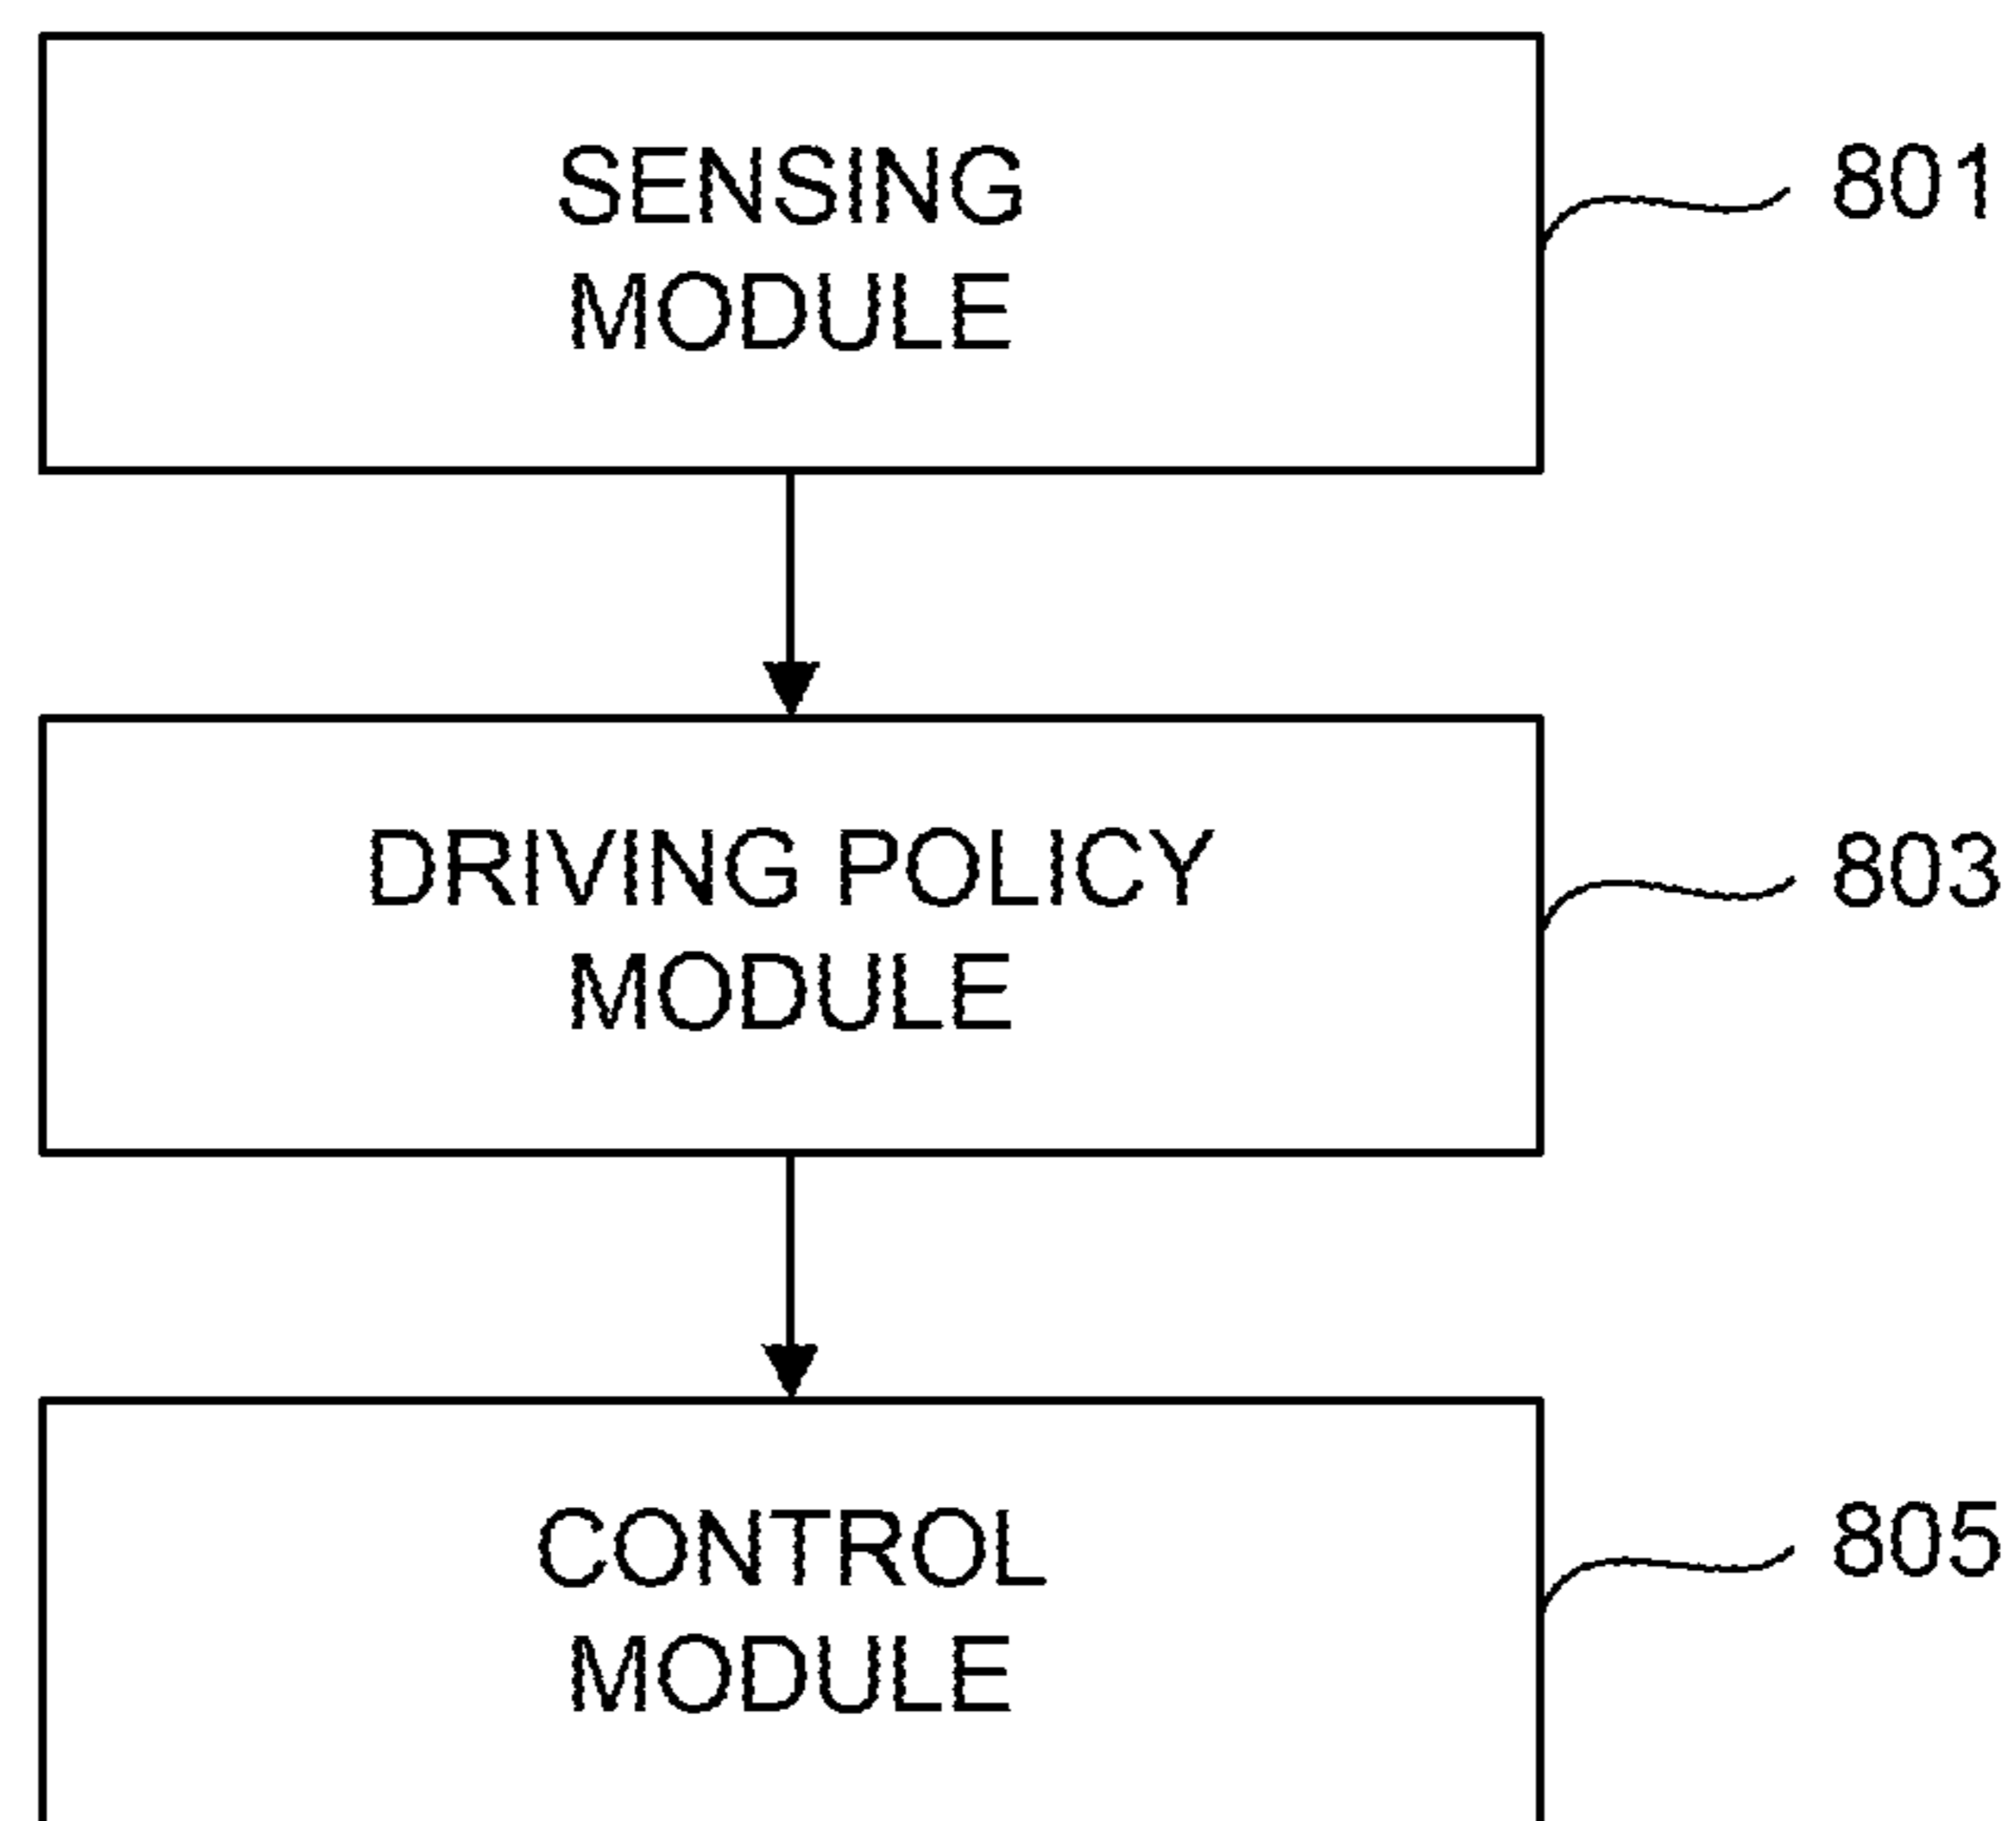 SENSING
MODULE
801
DRIVING POLICY
MODULE
803
CONTROL
MODULE
805